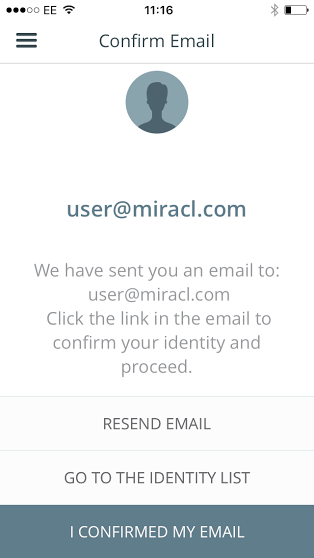 EE 11:16
Confirm Email
user@miracl.com
We have sent you an email to:
user@miracl.com
Click the link in the email to
confirm your identity and
proceed.
RESEND EMAIL
GO TO THE IDENTITY LIST
I CONFIRMED MY EMAIL